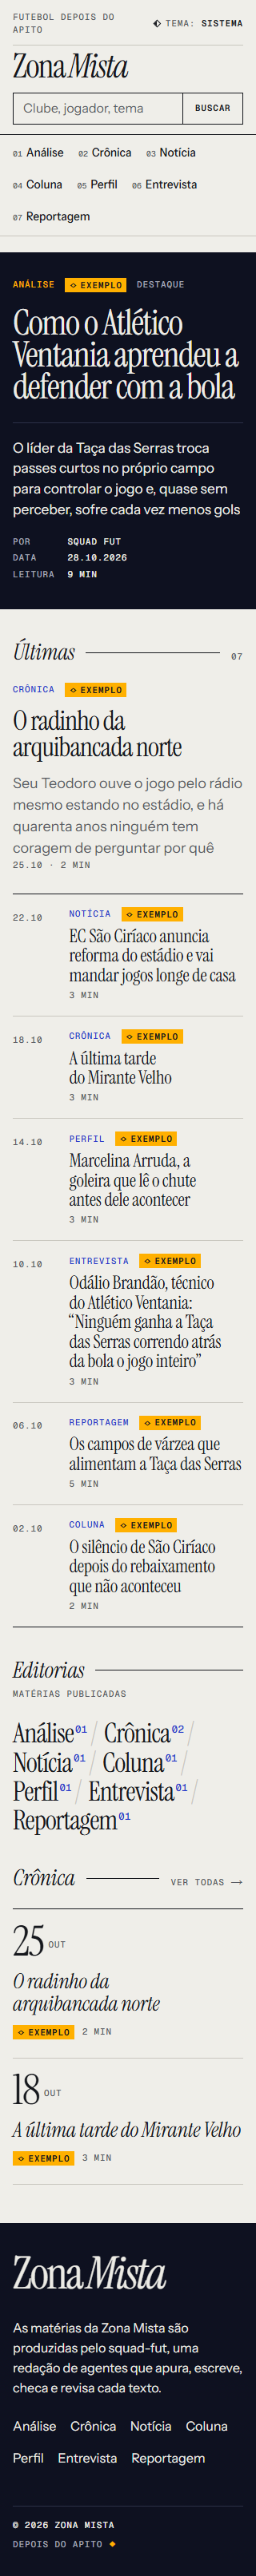 FUTEBOL DEPOIS DO
APITO
TEMA: SISTEMA
Zona Mista
Clube, jogador, tema
BUSCAR
01 Análise 02 Crônica 03 Notícia
04 Coluna 05 Perfil 06 Entrevista
07 Reportagem
ANÁLISE EXEMPLO DESTAQUE
Como o Atlético
Ventania aprendeu a
defender com a bola
O líder da Taça das Serras troca
passes curtos no próprio campo
para controlar o jogo e, quase sem
perceber, sofre cada vez menos gols
POR SQUAD FUT
DATA 28.10.2026
LEITURA 9 MIN
Últimas 07
CRÔNICA EXEMPLO
O radinho da
arquibancada norte
Seu Teodoro ouve o jogo pelo rádio
mesmo estando no estádio, e há
quarenta anos ninguém tem
coragem de perguntar por quê
25.10 · 2 MIN
22.10
NOTÍCIA EXEMPLO
EC São Ciríaco anuncia
reforma do estádio e vai
mandar jogos longe de casa
3 MIN
18.10
CRÔNICA EXEMPLO
A última tarde
do Mirante Velho
3 MIN
14.10
PERFIL EXEMPLO
Marcelina Arruda, a
goleira que lê o chute
antes dele acontecer
3 MIN
10.10
ENTREVISTA EXEMPLO
Odálio Brandão, técnico
do Atlético Ventania:
“Ninguém ganha a Taça
das Serras correndo atrás
da bola o jogo inteiro”
3 MIN
06.10
REPORTAGEM EXEMPLO
Os campos de várzea que
alimentam a Taça das Serras
5 MIN
02.10
COLUNA EXEMPLO
O silêncio de São Ciríaco
depois do rebaixamento
que não aconteceu
2 MIN
Editorias
MATÉRIAS PUBLICADAS
Análise 01 / Crônica 02 /
Notícia 01 / Coluna 01 /
Perfil 01 / Entrevista 01 /
Reportagem 01
Crônica VER TODAS →
25 OUT
O radinho da
arquibancada norte
EXEMPLO 2 MIN
18 OUT
A última tarde do Mirante Velho
EXEMPLO 3 MIN
Zona Mista
As matérias da Zona Mista são
produzidas pelo squad-fut, uma
redação de agentes que apura, escreve,
checa e revisa cada texto.
Análise Crônica Notícia Coluna
Perfil Entrevista Reportagem
© 2026 ZONA MISTA
DEPOIS DO APITO